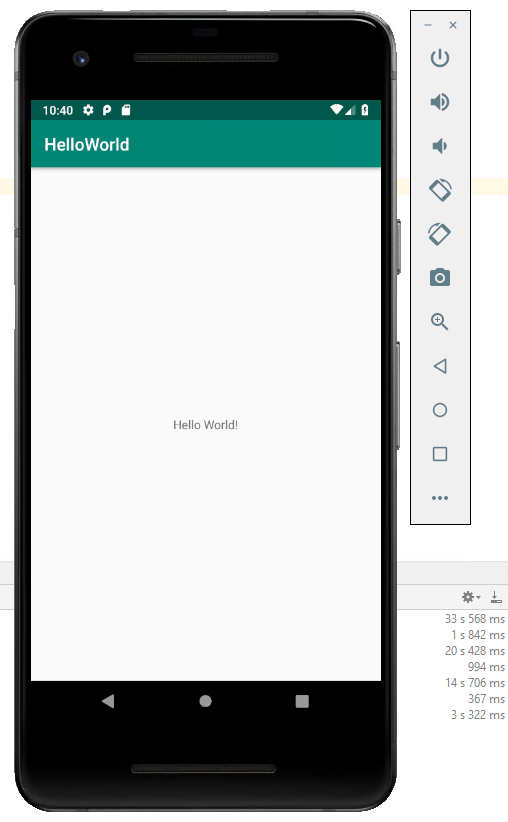 10:40
HelloWorld
Hello World!
33 s 568 ms
1 s 842 ms
20 s 428 ms
994 ms
14 s 706 ms
367 ms
3 s 322 ms